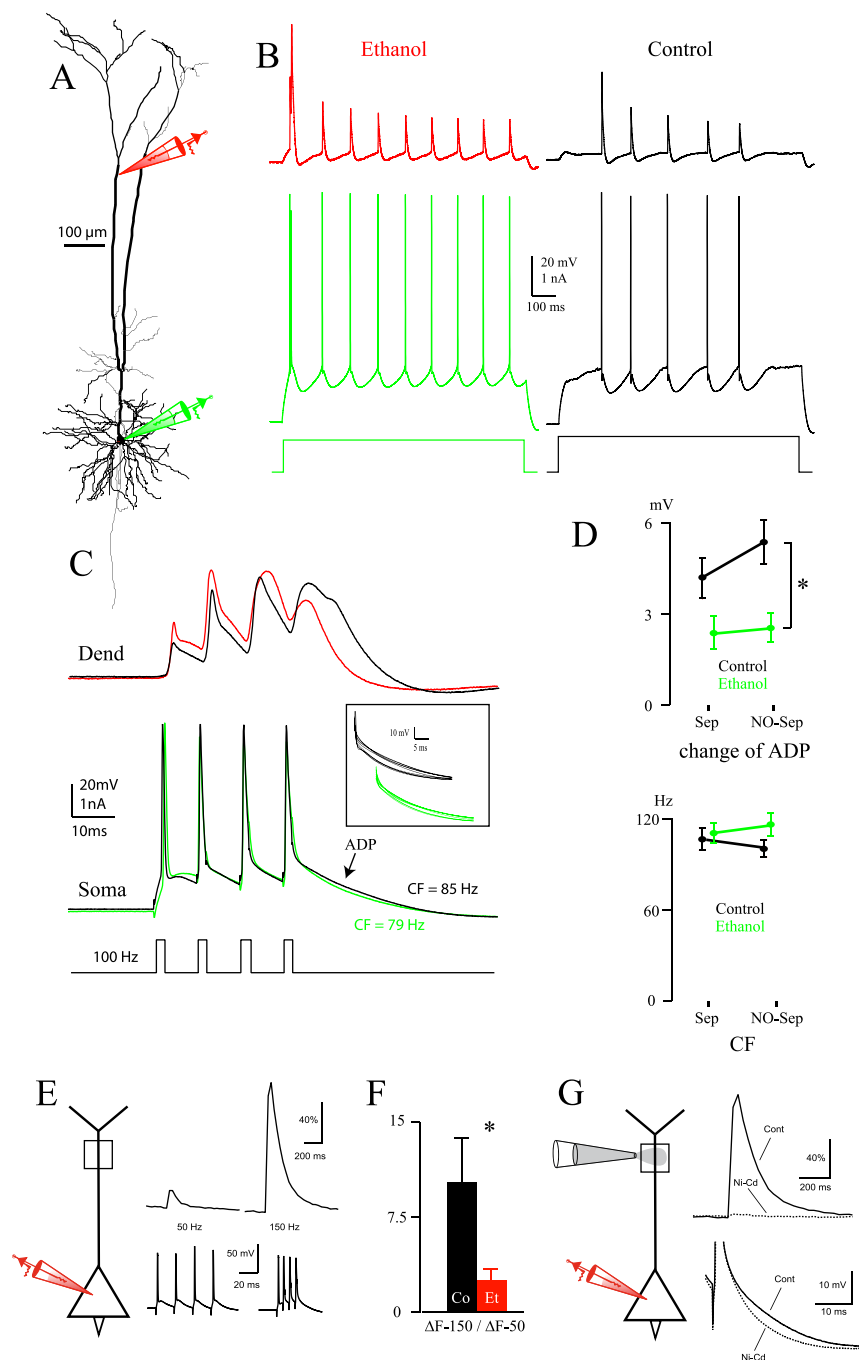 A
100 µm
B
Ethanol
Control
20 mV
1 nA
100 ms
C
Dend
20mV
1nA
10ms
Soma
10 mV
5 ms
ADP
CF = 85 Hz
CF = 79 Hz
100 Hz
D
mV
6
3
0
*
Control
Ethanol
Sep
NO-Sep
change of ADP
Hz
120
60
0
Control
Ethanol
Sep
NO-Sep
CF
E
40%
200 ms
50 Hz
150 Hz
50 mV
20 ms
F
15
7.5
0
*
Co
Et
ΔF-150 / ΔF-50
G
Cont
Ni-Cd
40%
200 ms
Cont
Ni-Cd
10 mV
10 ms